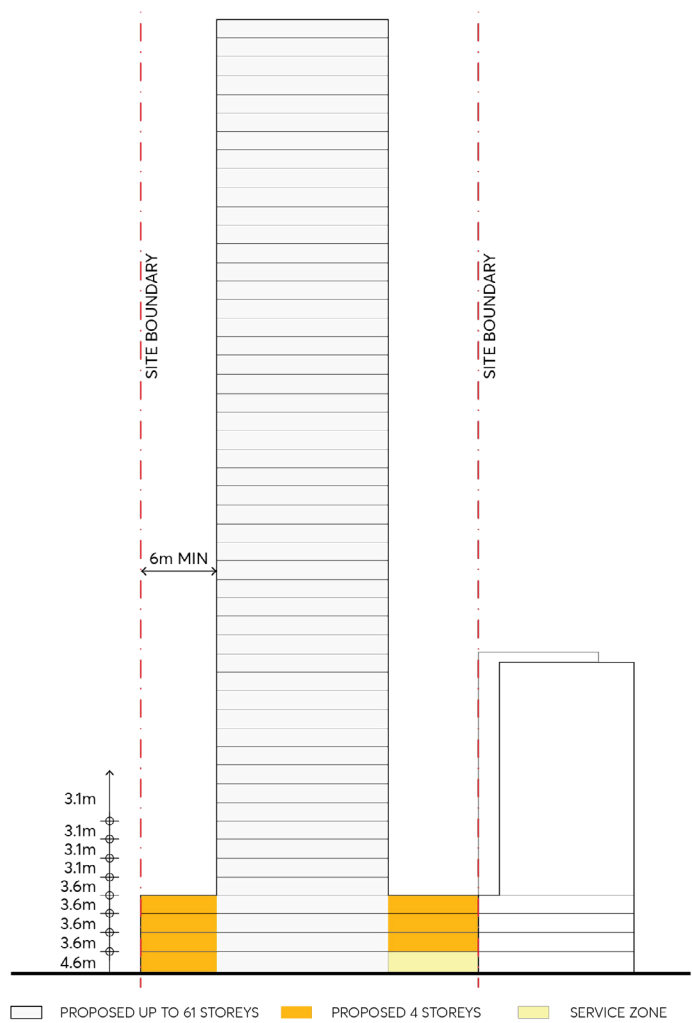 SITE BOUNDARY
SITE BOUNDARY
6m MIN
3.1m
3.1m
3.1m
3.1m
3.6m
3.6m
3.6m
3.6m
4.6m
PROPOSED UP TO 61 STOREYS
PROPOSED 4 STOREYS
SERVICE ZONE